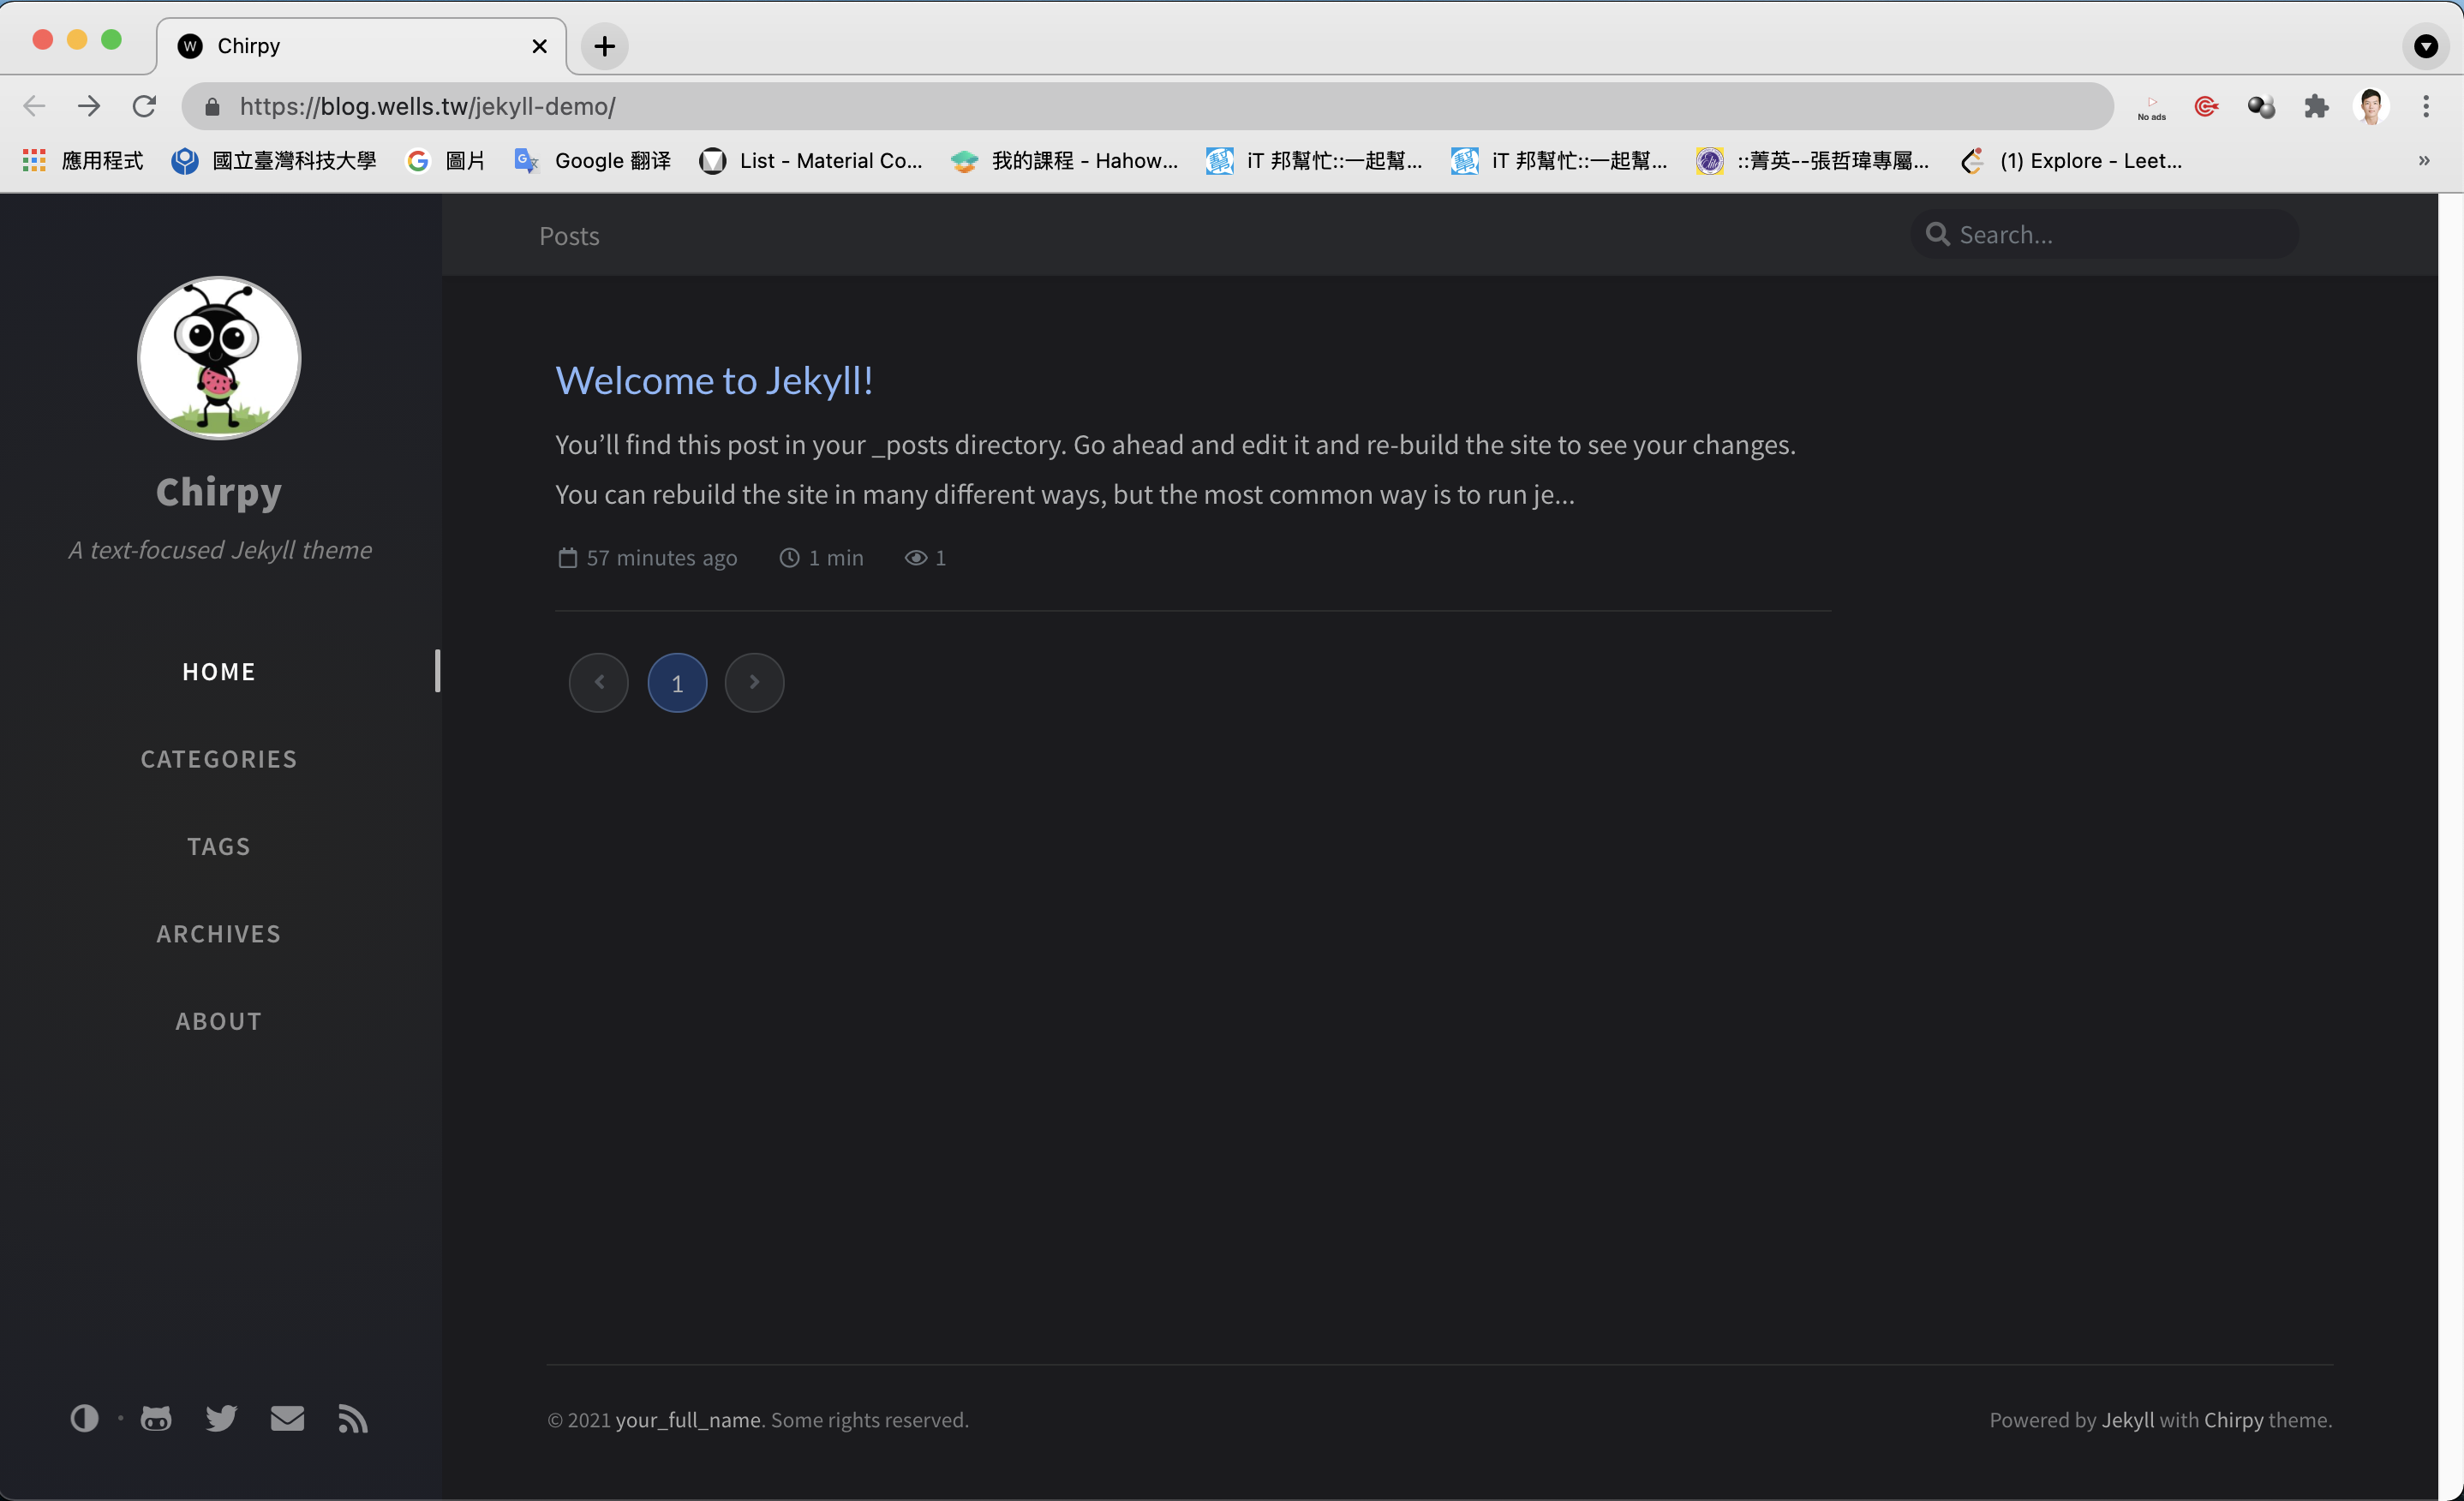 W Chirpy
https://blog.wells.tw/jekyll-demo/
No ads
應用程式 國立臺灣科技大學 圖片 Google 翻译 List - Material Co... 我的課程 - Hahow... iT 邦幫忙::一起幫... iT 邦幫忙::一起幫... ::菁英--張哲瑋專屬... (1) Explore - Leet... »
Posts
Search...
Chirpy
A text-focused Jekyll theme
HOME
CATEGORIES
TAGS
ARCHIVES
ABOUT
Welcome to Jekyll!
You’ll find this post in your _posts directory. Go ahead and edit it and re-build the site to see your changes.
You can rebuild the site in many different ways, but the most common way is to run je...
57 minutes ago 1 min 1
1
© 2021 your_full_name. Some rights reserved.
Powered by Jekyll with Chirpy theme.